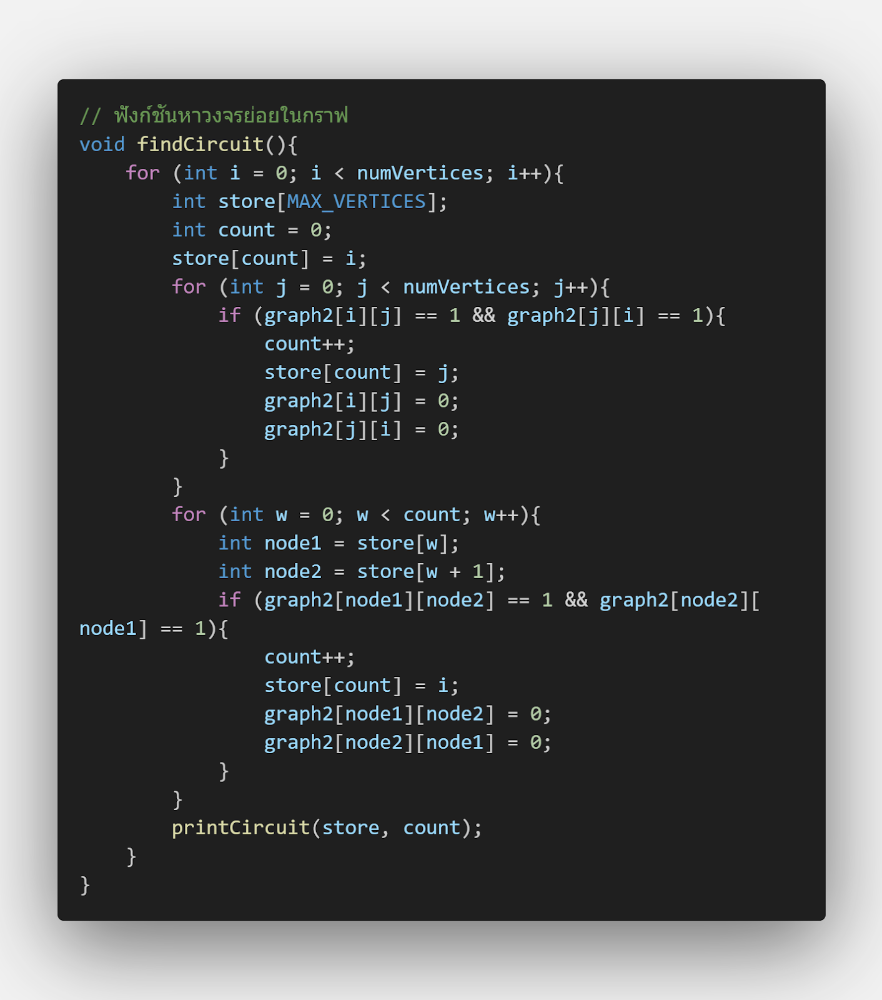 // ฟังก์ชันหาวงจรย่อยในกราฟ
void findCircuit(){
    for (int i = 0; i < numVertices; i++){
        int store[MAX_VERTICES];
        int count = 0;
        store[count] = i;
        for (int j = 0; j < numVertices; j++){
            if (graph2[i][j] == 1 && graph2[j][i] == 1){
                count++;
                store[count] = j;
                graph2[i][j] = 0;
                graph2[j][i] = 0;
            }
        }
        for (int w = 0; w < count; w++){
            int node1 = store[w];
            int node2 = store[w + 1];
            if (graph2[node1][node2] == 1 && graph2[node2][
node1] == 1){
                count++;
                store[count] = i;
                graph2[node1][node2] = 0;
                graph2[node2][node1] = 0;
            }
        }
        printCircuit(store, count);
    }
}